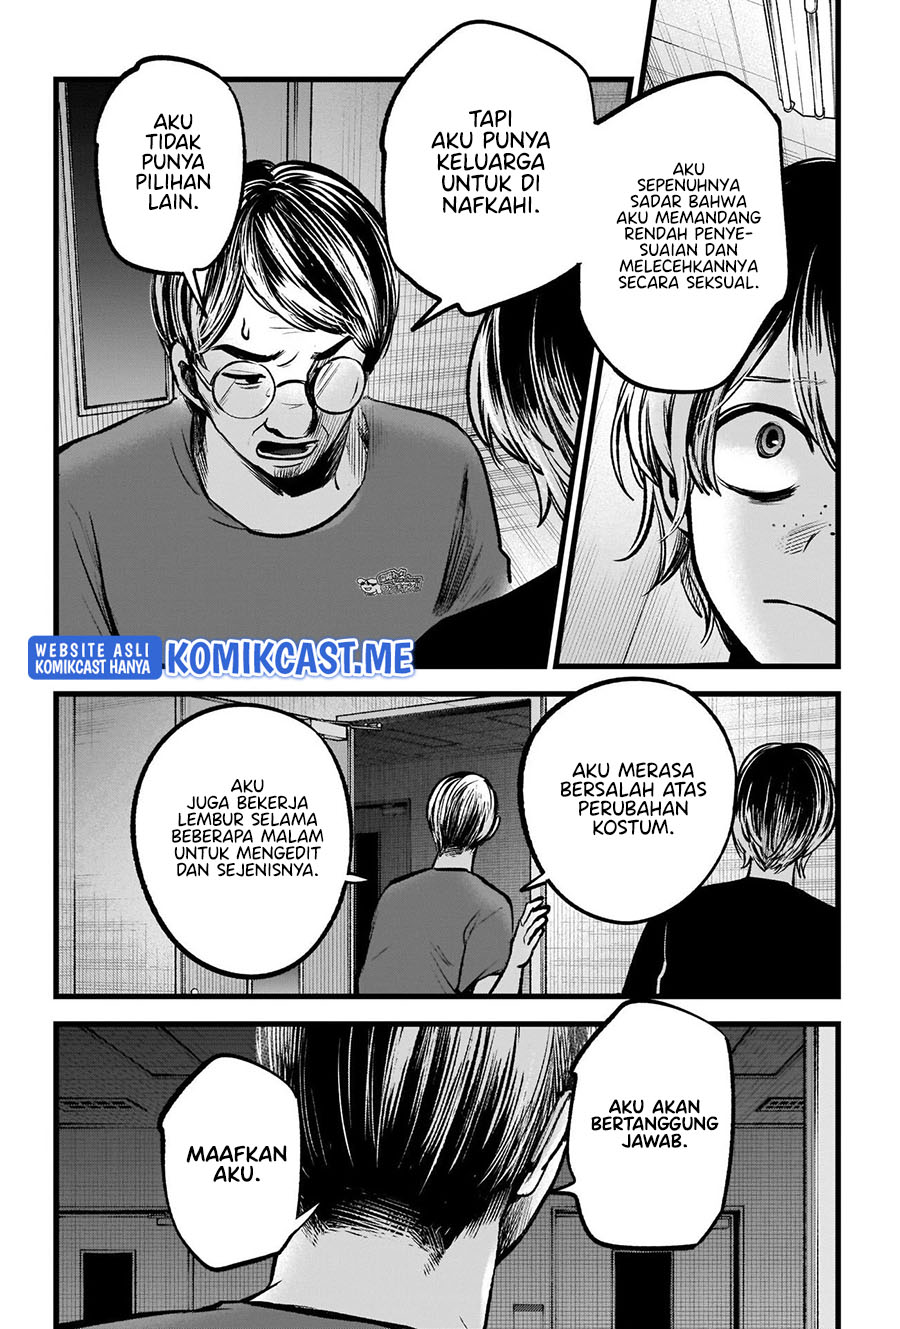 AKU
SEPENUHNYA
SADAR BAHWA
AKU MEMANDANG
RENDAH PENYE-
SUAIAN DAN
MELECEHKANNYA
SECARA SEKSUAL.
TAPI
AKU PUNYA
KELUARGA
UNTUK DI
NAFKAHI.
AKU
TIDAK
PUNYA
PILIHAN
LAIN.
WEBSITE ASLI
KOMIKCAST HANYA
KOMIKCAST.ME
AKU MERASA
BERSALAH ATAS
PERUBAHAN
KOSTUM.
AKU
JUGA BEKERJA
LEMBUR SELAMA
BEBERAPA MALAM
UNTUK MENGEDIT
DAN SEJENISNYA.
AKU AKAN
BERTANGGUNG
JAWAB.
MAAFKAN
AKU.